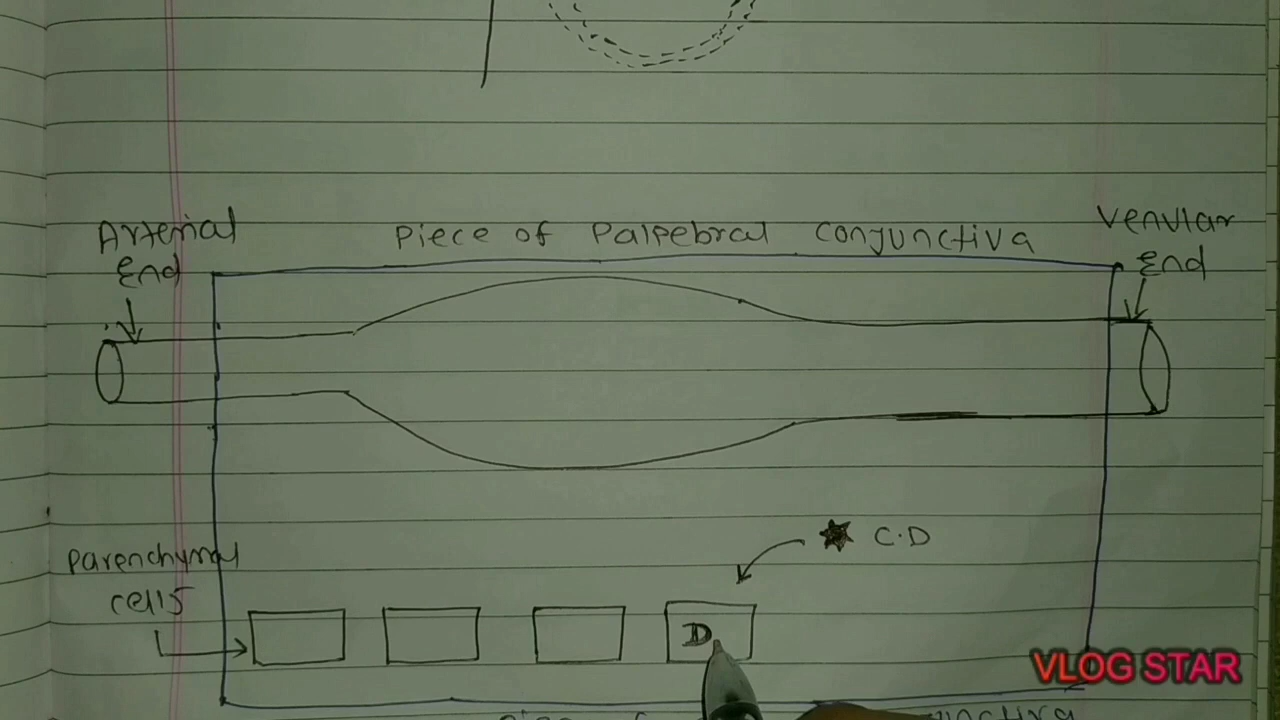 Arterial
End
Piece of Palpebral Conjunctiva
Venular
End
C.D
Parenchymal
cells
D
VLOG STAR